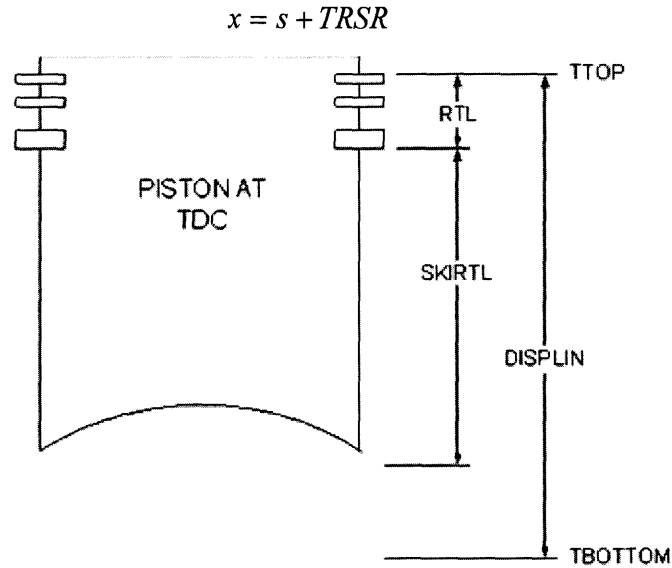 x = s + TRSR
TTOP
RTL
PISTON AT
TDC
SKIRTL
DISPLIN
TBOTTOM